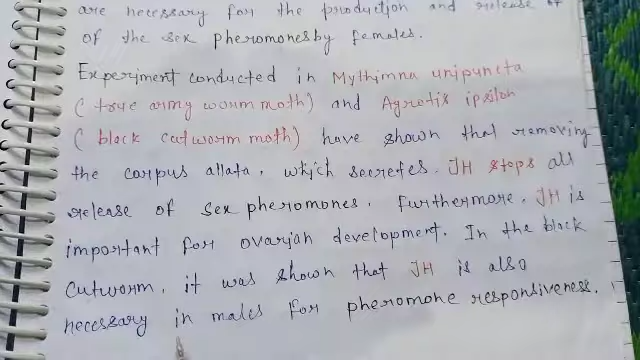 are necessary for the production and release of
of the sex pheromones by females.
Experiment conducted in Mythimna unipuncta
(true army worm moth) and Agrotis ipsilon
(black cutworm moth) have shown that removing
the corpus allata, which secretes, JH stops all
release of sex pheromones. Furthermore, JH is
important for ovarian development. In the black
cutworm, it was shown that JH is also
necessary in males for pheromone responsiveness.